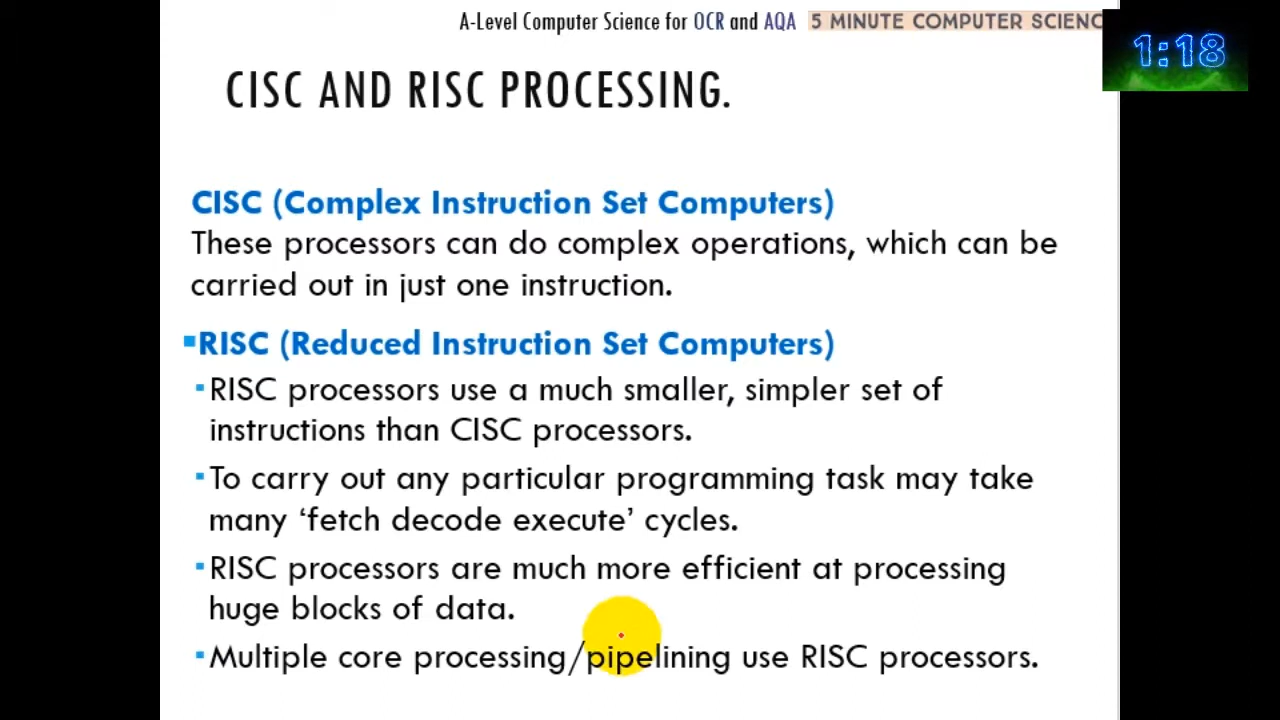 A-Level Computer Science for OCR and AQA 5 MINUTE COMPUTER SCIENC
1:18
CISC AND RISC PROCESSING.
CISC (Complex Instruction Set Computers)
These processors can do complex operations, which can be
carried out in just one instruction.
▪RISC (Reduced Instruction Set Computers)
▪RISC processors use a much smaller, simpler set of
instructions than CISC processors.
▪To carry out any particular programming task may take
many ‘fetch decode execute’ cycles.
▪RISC processors are much more efficient at processing
huge blocks of data.
▪Multiple core processing/pipelining use RISC processors.